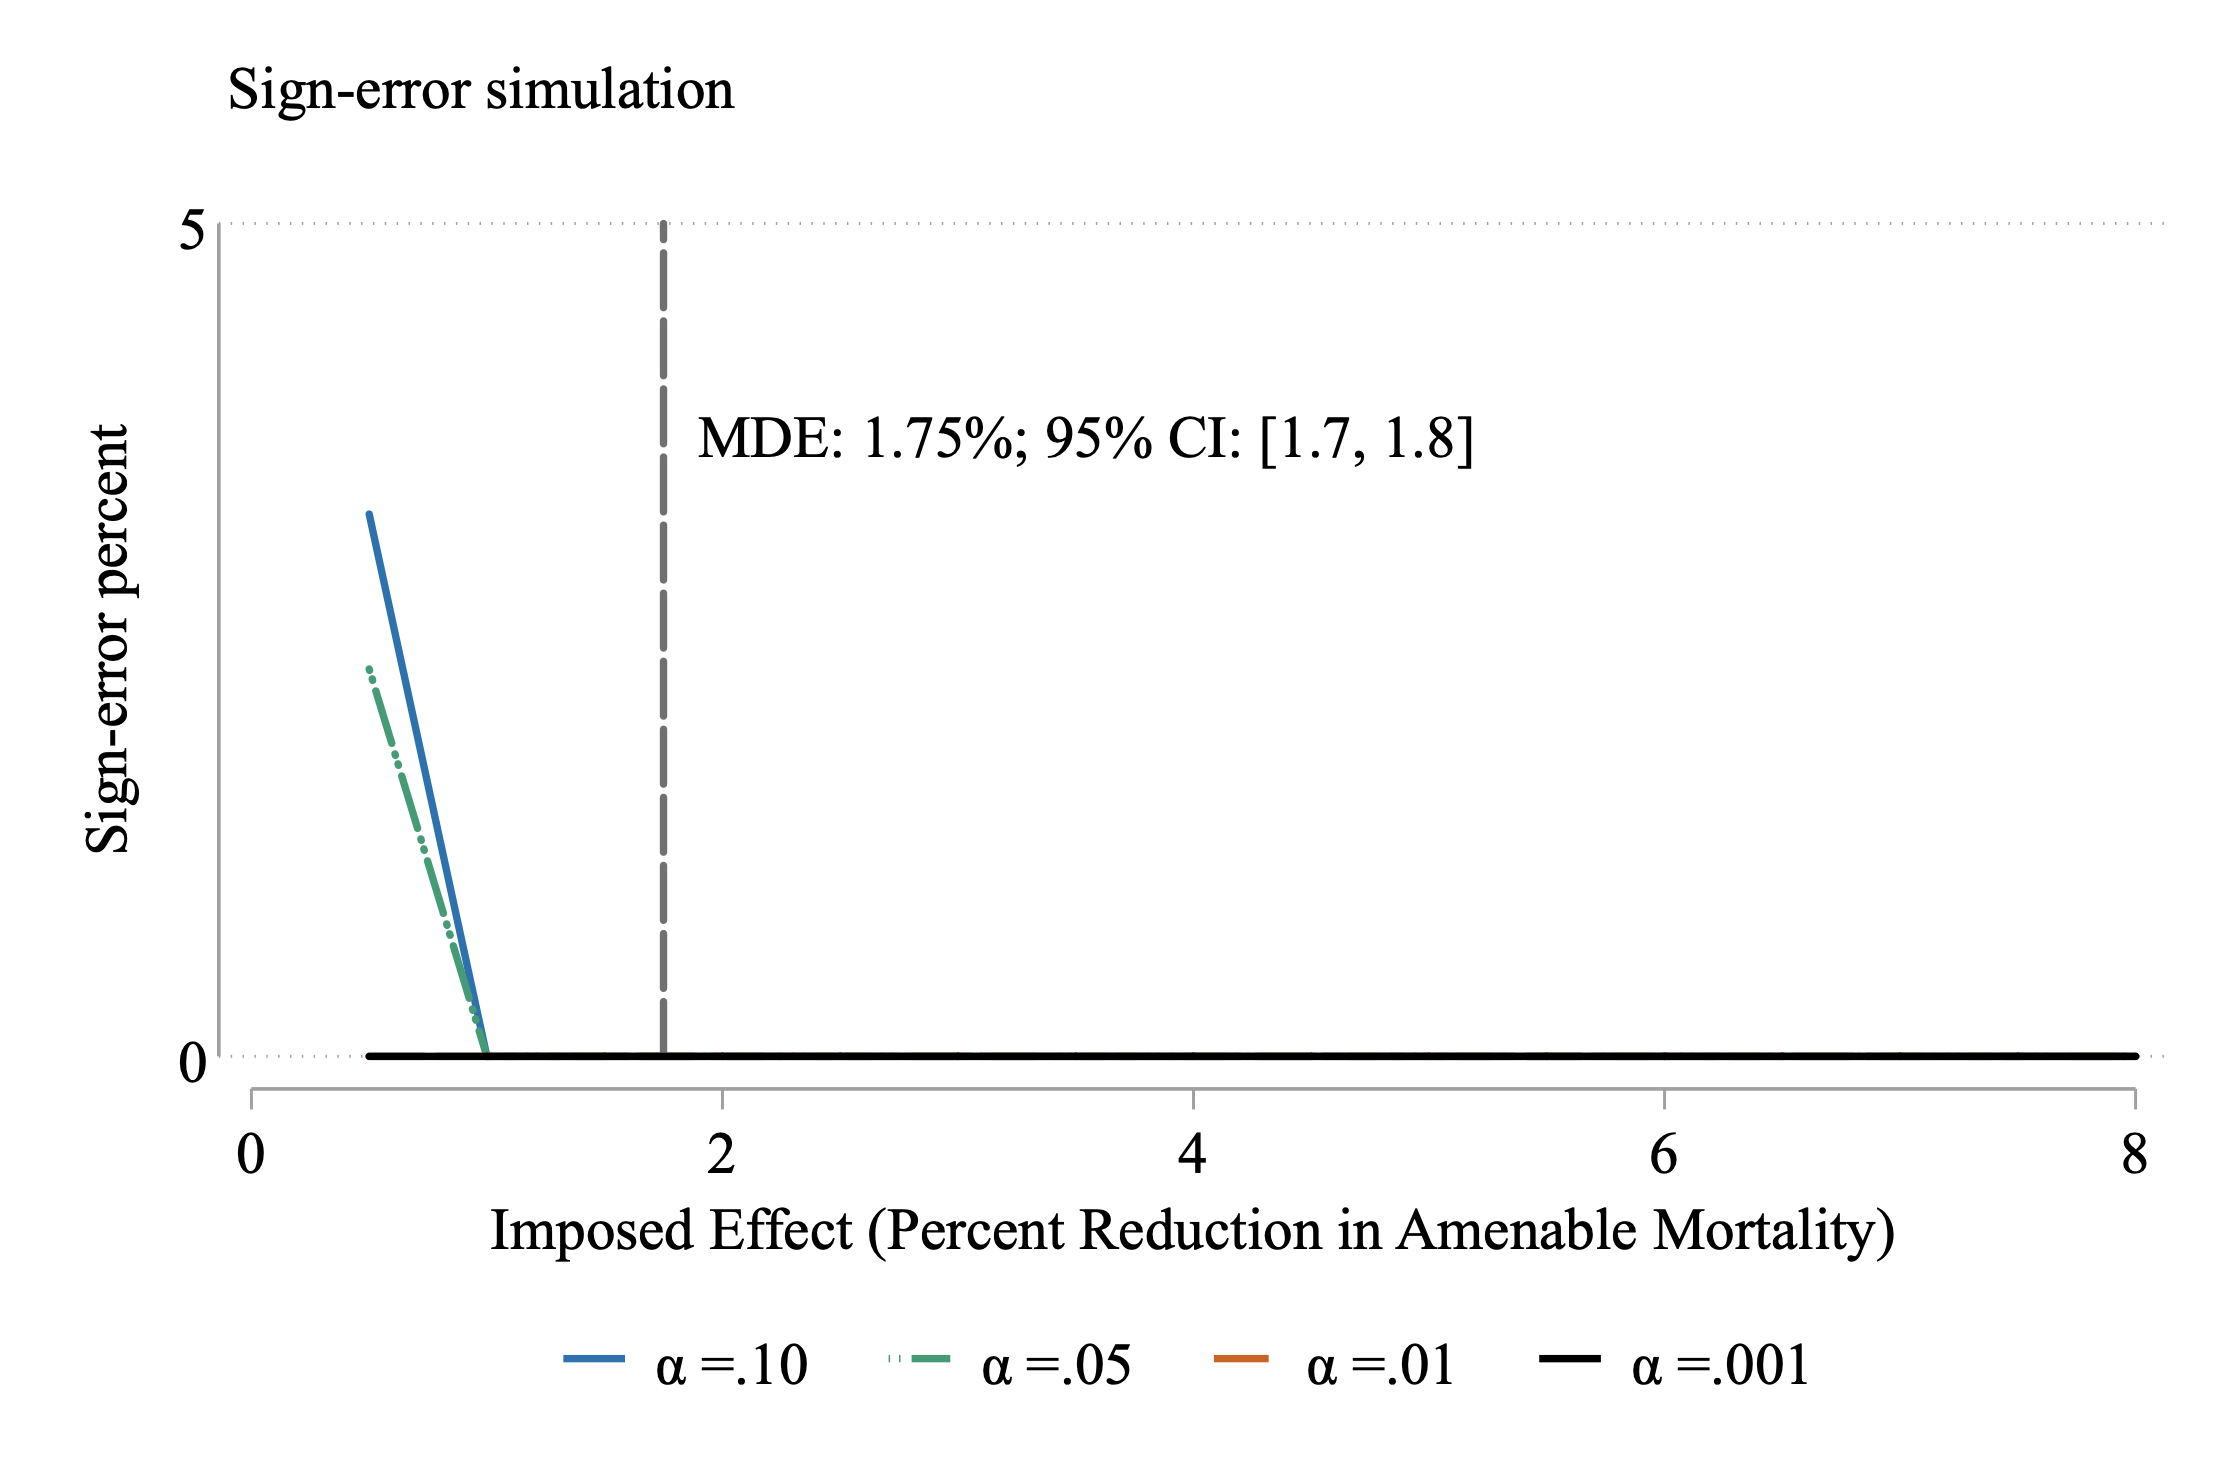 Sign-error simulation
5
MDE: 1.75%; 95% CI: [1.7, 1.8]
Sign-error percent
0
0 2 4 6 8
Imposed Effect (Percent Reduction in Amenable Mortality)
α =.10 α =.05 α =.01 α =.001